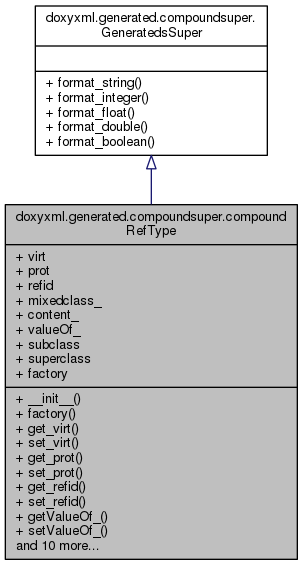 doxyxml.generated.compoundsuper.
GeneratedsSuper
+ format_string()
+ format_integer()
+ format_float()
+ format_double()
+ format_boolean()
doxyxml.generated.compoundsuper.compound
RefType
+ virt
+ prot
+ refid
+ mixedclass_
+ content_
+ valueOf_
+ subclass
+ superclass
+ factory
+ __init__()
+ factory()
+ get_virt()
+ set_virt()
+ get_prot()
+ set_prot()
+ get_refid()
+ set_refid()
+ getValueOf_()
+ setValueOf_()
and 10 more...